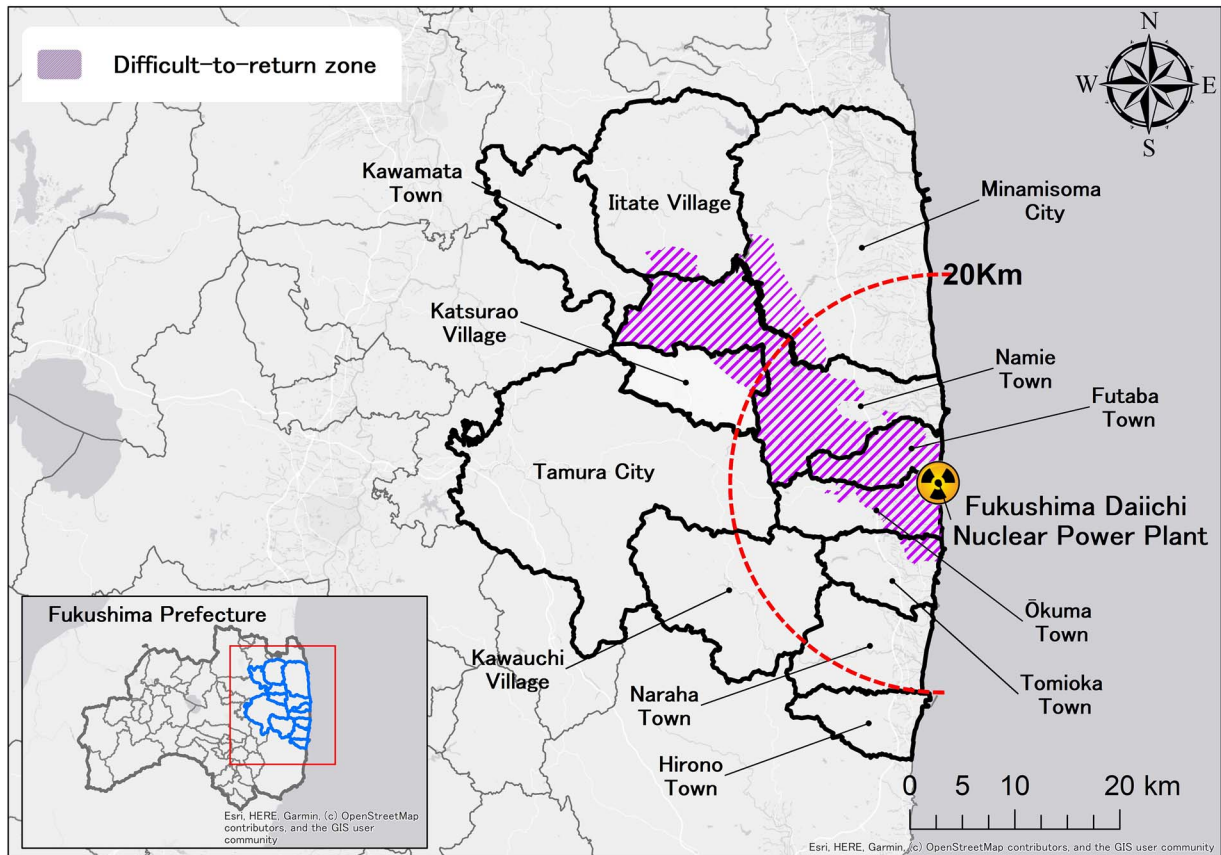 Difficult-to-return zone
N
W
E
S
Kawamata
Town
Iitate Village
Minamisoma
City
20Km
Katsurao
Village
Namie
Town
Futaba
Town
Tamura City
Fukushima Daiichi
Nuclear Power Plant
Ōkuma
Town
Kawauchi
Village
Naraha
Town
Tomioka
Town
Hirono
Town
0 5 10 20 km
Fukushima Prefecture
Esri, HERE, Garmin, (c) OpenStreetMap
contributors, and the GIS user
community
Esri, HERE, Garmin, (c) OpenStreetMap contributors, and the GIS user community